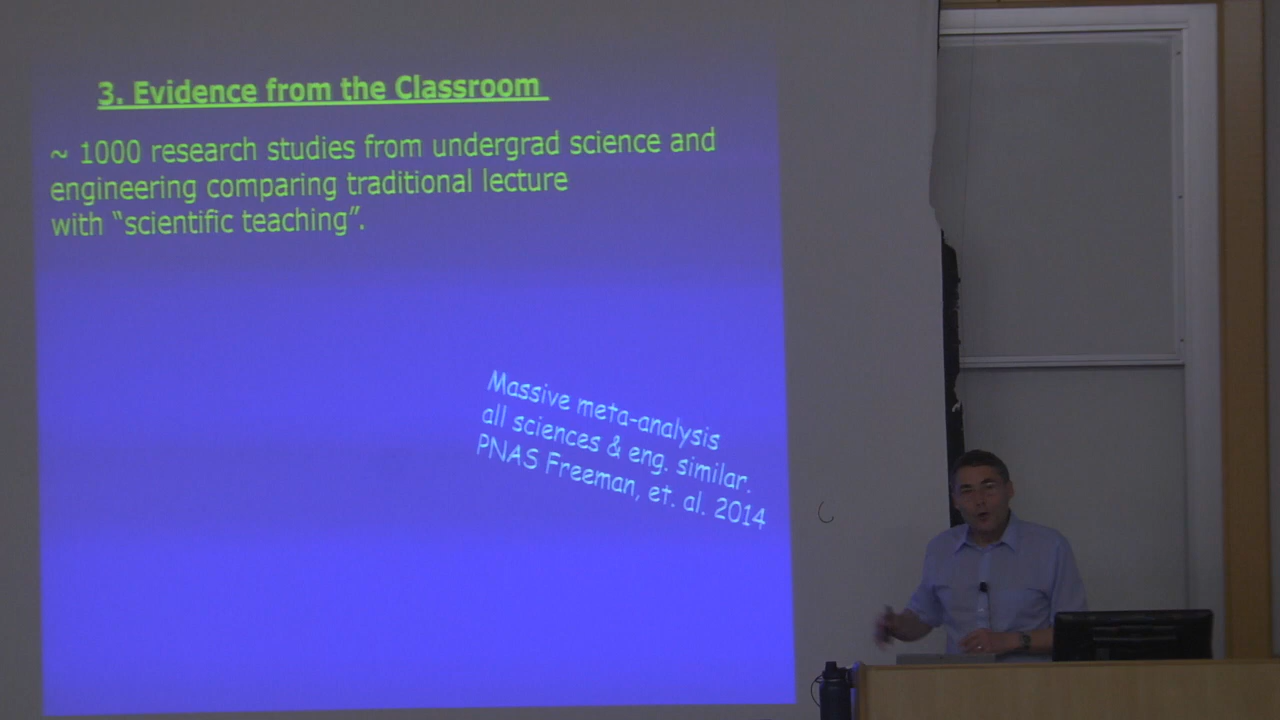 3. Evidence from the Classroom
~ 1000 research studies from undergrad science and
engineering comparing traditional lecture
with “scientific teaching”.
Massive meta-analysis
all sciences & eng. similar.
PNAS Freeman, et. al. 2014